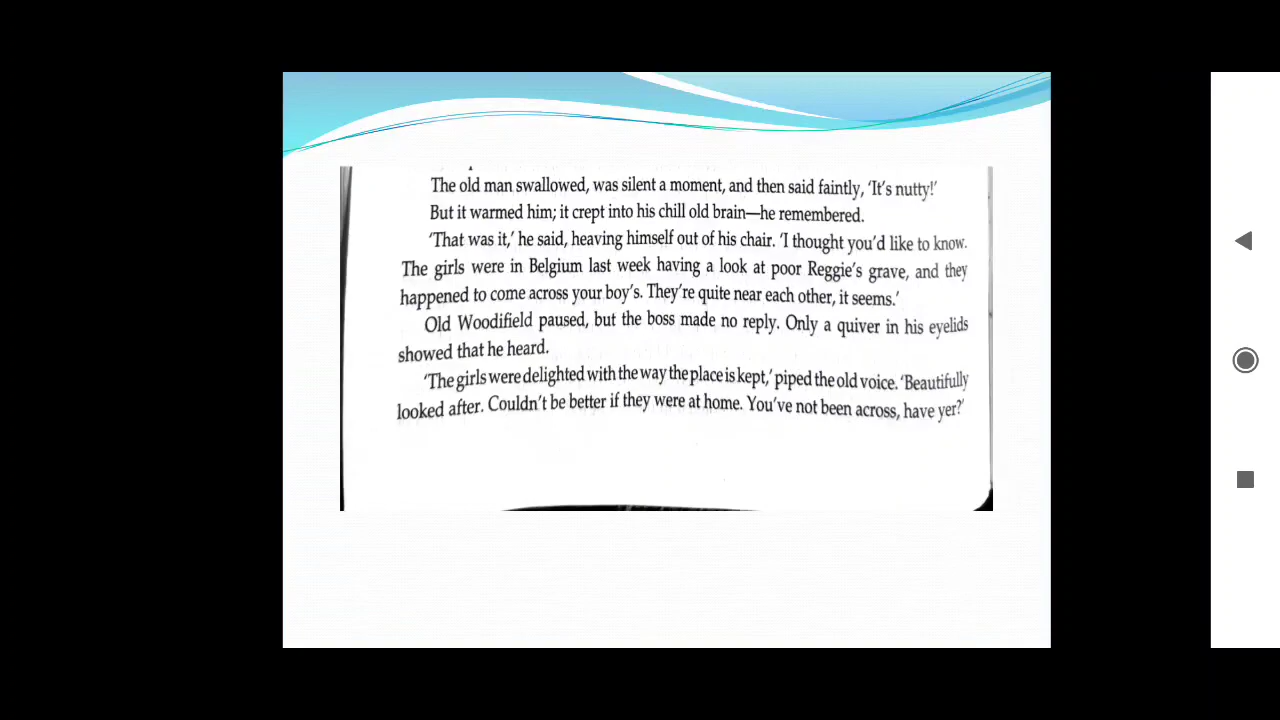 The old man swallowed, was silent a moment, and then said faintly, 'It's nutty!'
But it warmed him; it crept into his chill old brain—he remembered.
'That was it,' he said, heaving himself out of his chair. 'I thought you'd like to know.
The girls were in Belgium last week having a look at poor Reggie's grave, and they
happened to come across your boy's. They're quite near each other, it seems.'
Old Woodifield paused, but the boss made no reply. Only a quiver in his eyelids
showed that he heard.
'The girls were delighted with the way the place is kept,' piped the old voice. 'Beautifully
looked after. Couldn't be better if they were at home. You've not been across, have yer?'